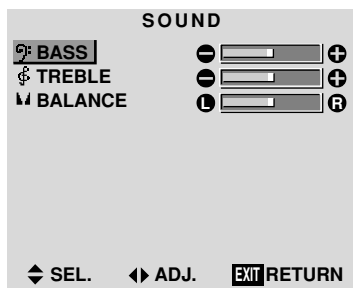 SOUND
BASS
TREBLE
BALANCE L R
SEL. ADJ. EXIT RETURN